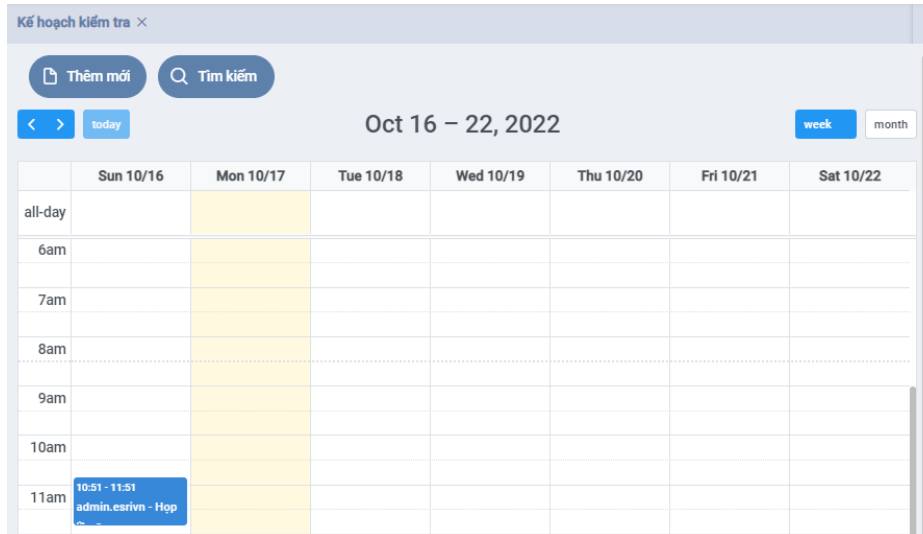 Kế hoạch kiểm tra ×
Thêm mới Tìm kiếm
< > today Oct 16 – 22, 2022 week month
Sun 10/16 Mon 10/17 Tue 10/18 Wed 10/19 Thu 10/20 Fri 10/21 Sat 10/22
all-day
6am
7am
8am
9am
10am
10:51 - 11:51
11am admin.esrivn - Họp